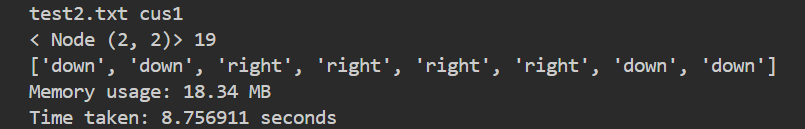 test2.txt cus1
< Node (2, 2)> 19
['down', 'down', 'right', 'right', 'right', 'right', 'down', 'down']
Memory usage: 18.34 MB
Time taken: 8.756911 seconds